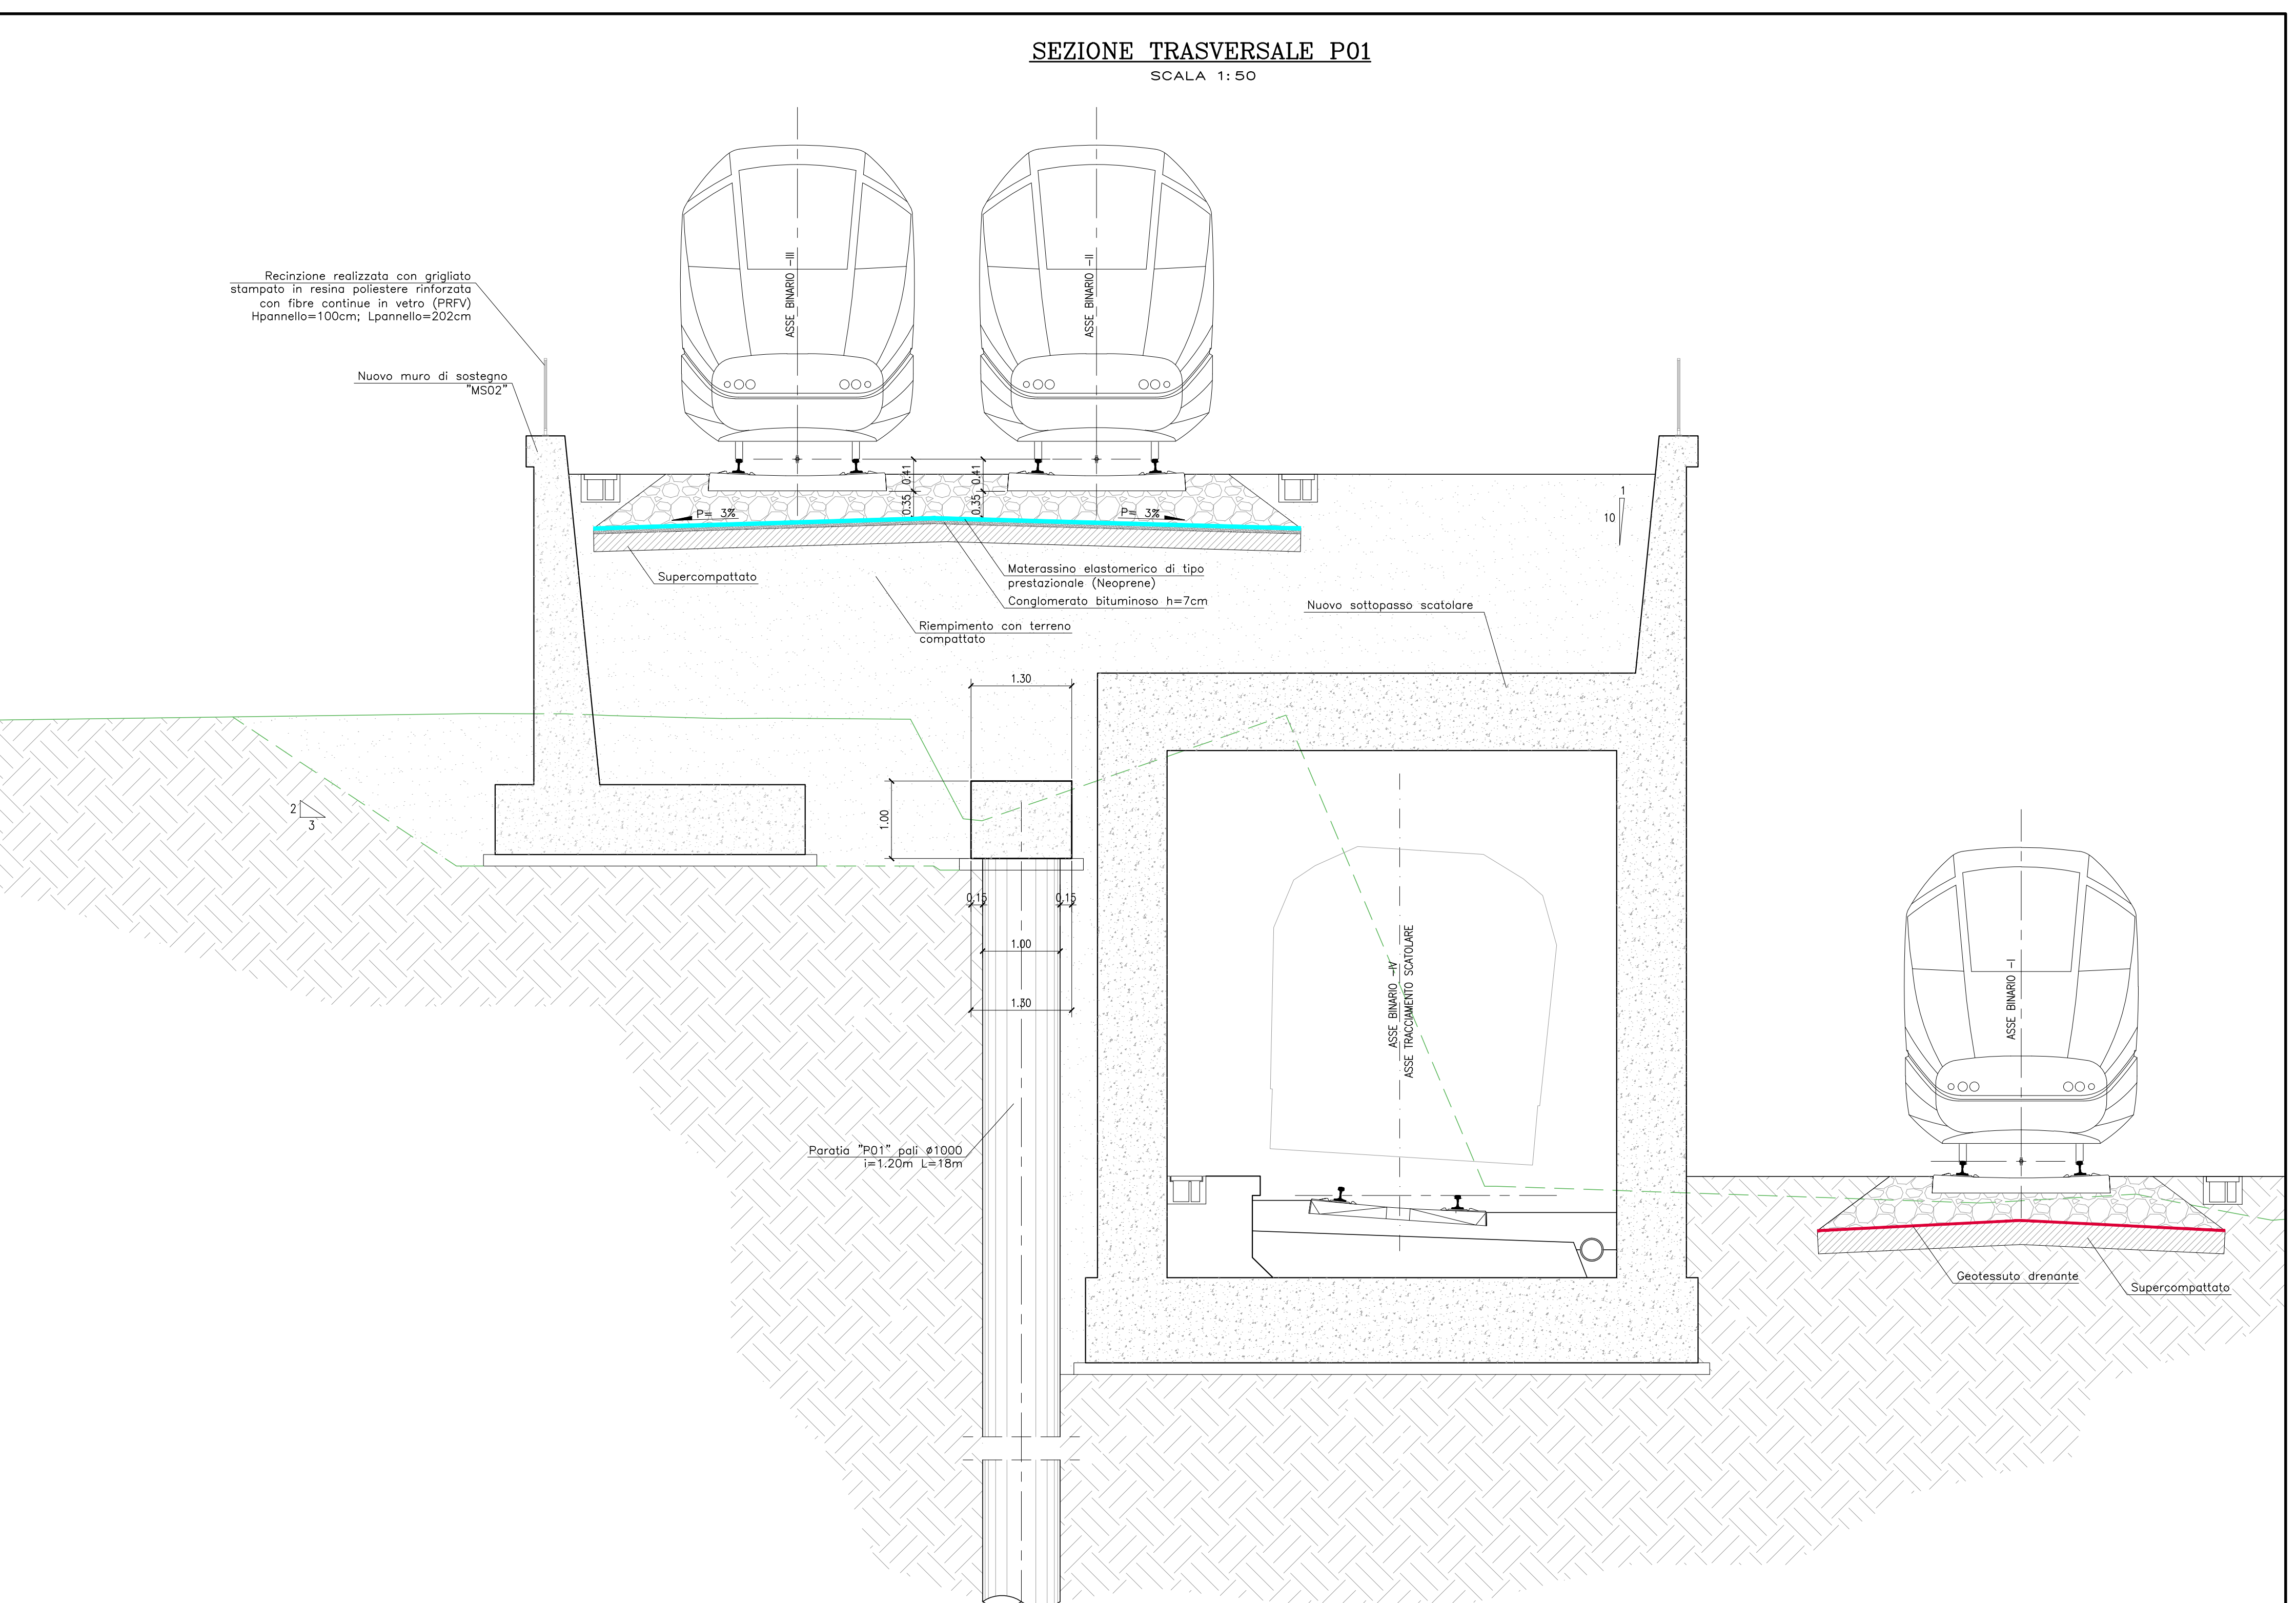 SEZIONE TRASVERSALE P01
SCALA 1:50
ASSE BINARIO -III
ASSE BINARIO -II
Recinzione realizzata con grigliato
stampato in resina poliestere rinforzata
con fibre continue in vetro (PRFV)
Hpannello=100cm; Lpannello=202cm
Nuovo muro di sostegno
"MS02"
0.41
0.41
0.35
0.35
P= 3%
P= 3%
1
10
Supercompattato
Materassino elastomerico di tipo
prestazionale (Neoprene)
Conglomerato bituminoso h=7cm
Riempimento con terreno
compattato
Nuovo sottopasso scatolare
1.30
1.00
2
3
0.15
0.15
1.00
1.30
ASSE BINARIO -IV
ASSE TRACCIAMENTO SCATOLARE
ASSE BINARIO -I
Paratia "P01" pali ø1000
i=1.20m L=18m
Geotessuto drenante
Supercompattato